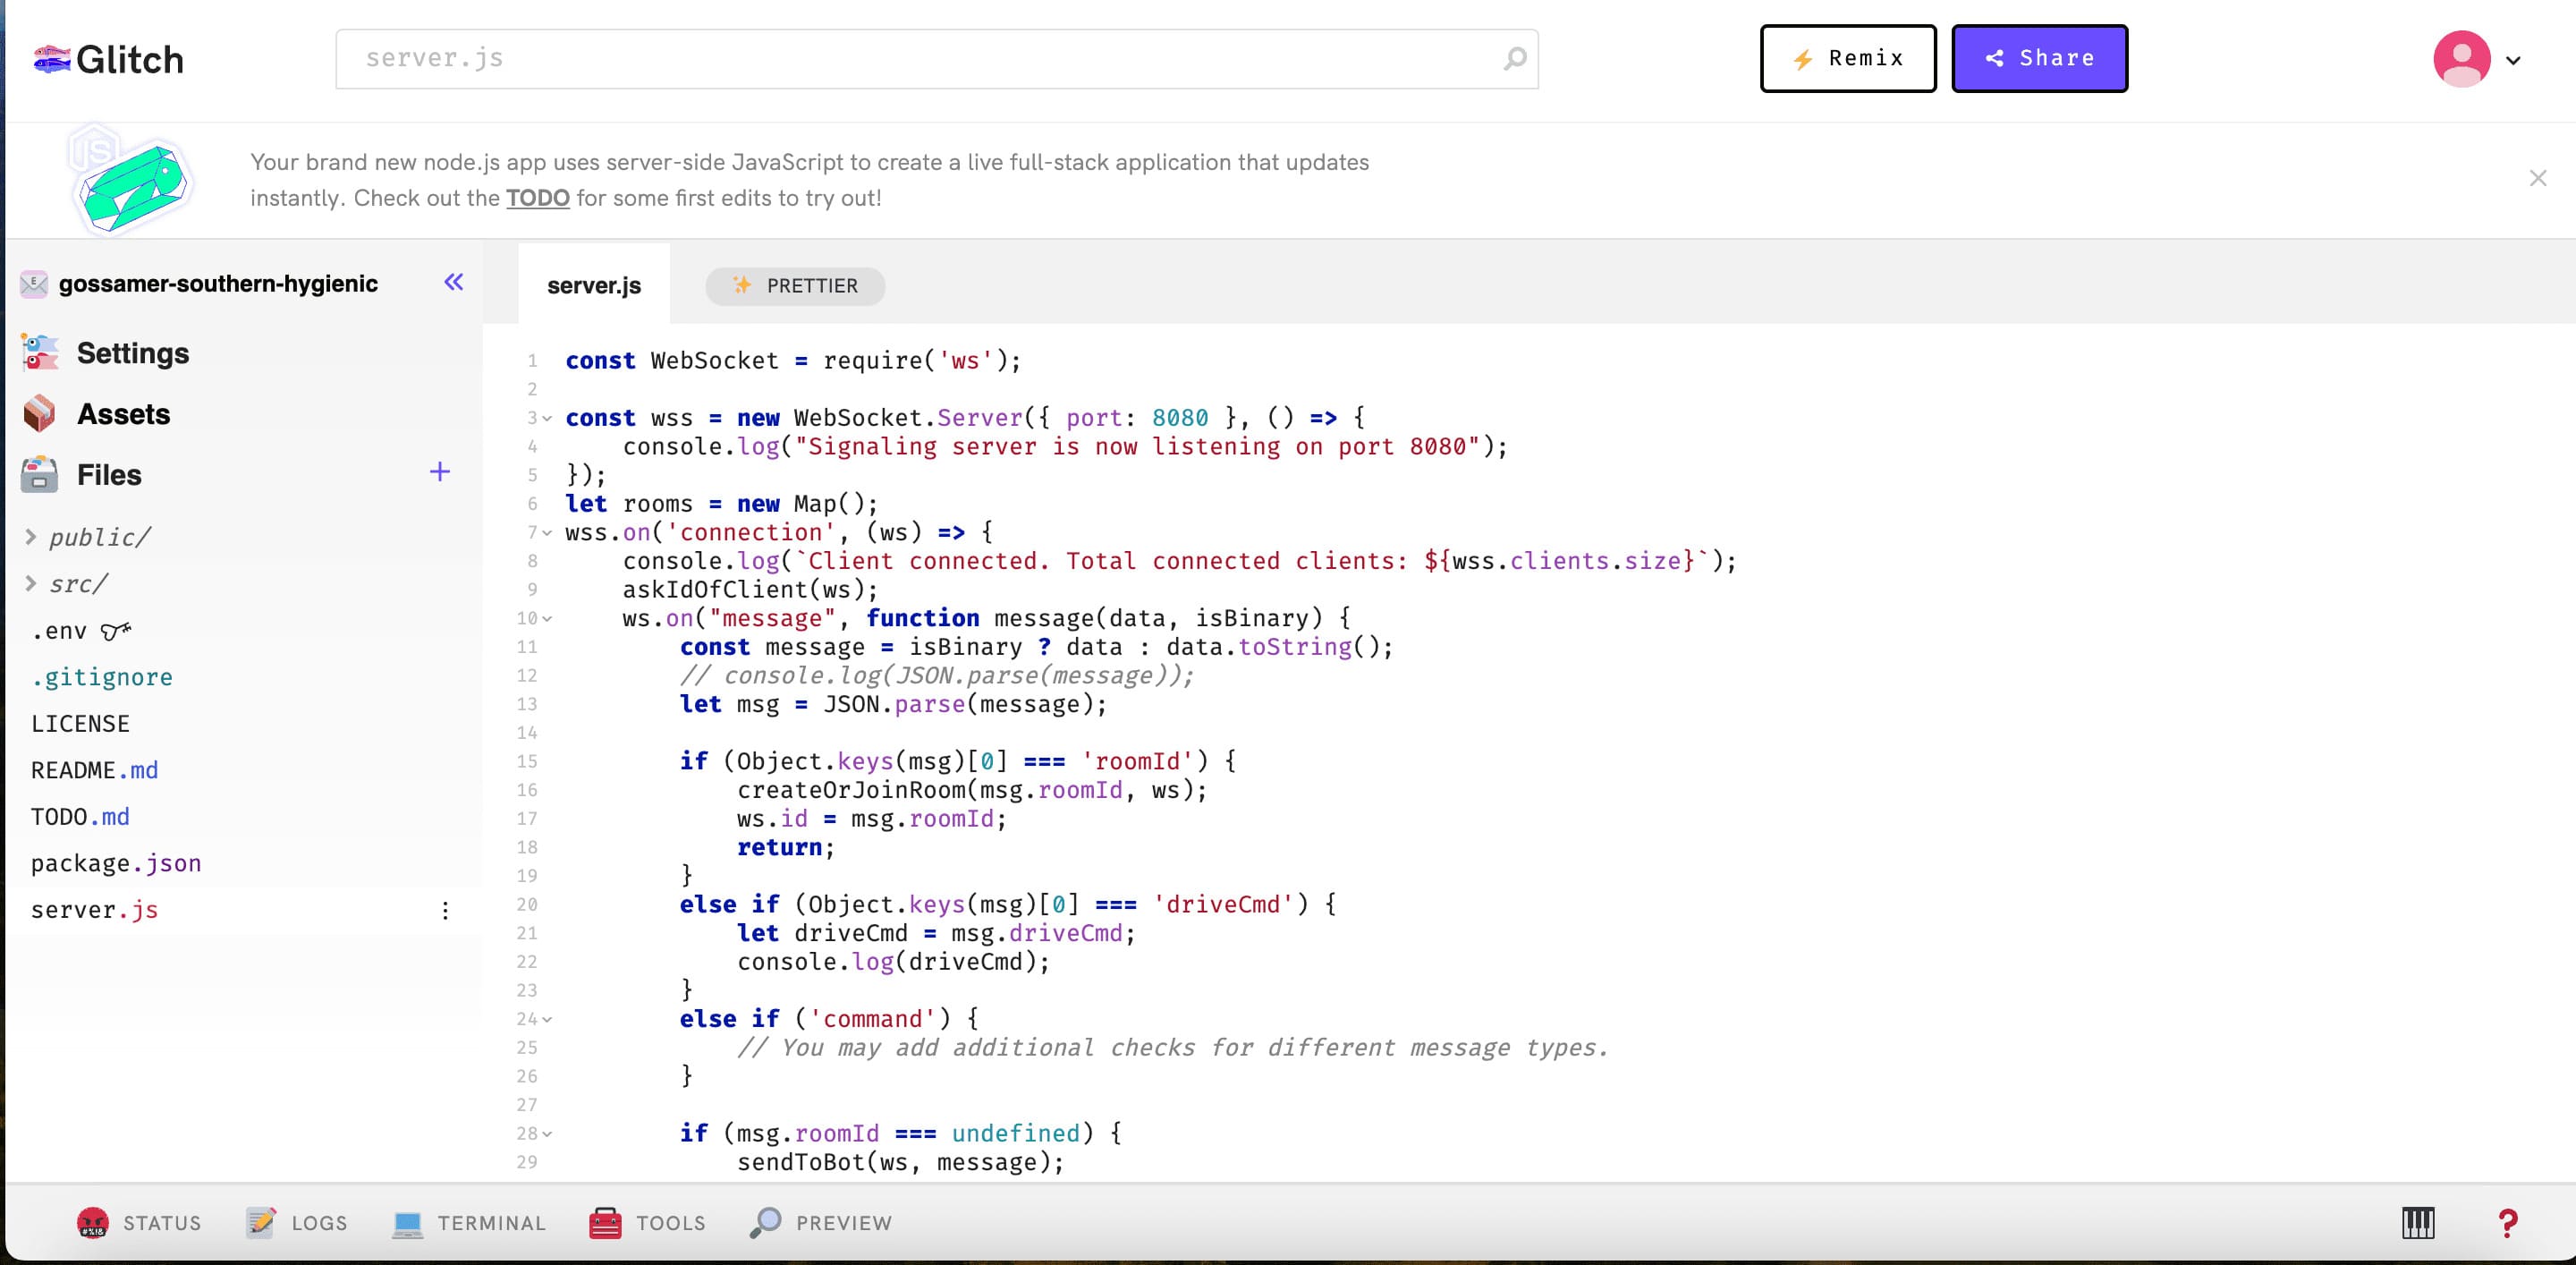 Glitch
server.js
Remix
Share
JS
Your brand new node.js app uses server-side JavaScript to create a live full-stack application that updates
instantly. Check out the TODO for some first edits to try out!
E
gossamer-southern-hygienic
Settings
Assets
Files
public/
src/
.env
.gitignore
LICENSE
README.md
TODO.md
package.json
server.js
server.js
PRETTIER
1 const WebSocket = require('ws');
2
3 const wss = new WebSocket.Server({ port: 8080 }, () => {
4     console.log("Signaling server is now listening on port 8080");
5 });
6 let rooms = new Map();
7 wss.on('connection', (ws) => {
8     console.log(`Client connected. Total connected clients: ${wss.clients.size}`);
9     askIdOfClient(ws);
10     ws.on("message", function message(data, isBinary) {
11         const message = isBinary ? data : data.toString();
12         // console.log(JSON.parse(message));
13         let msg = JSON.parse(message);
14
15         if (Object.keys(msg)[0] === 'roomId') {
16             createOrJoinRoom(msg.roomId, ws);
17             ws.id = msg.roomId;
18             return;
19         }
20         else if (Object.keys(msg)[0] === 'driveCmd') {
21             let driveCmd = msg.driveCmd;
22             console.log(driveCmd);
23         }
24         else if ('command') {
25             // You may add additional checks for different message types.
26         }
27
28         if (msg.roomId === undefined) {
29             sendToBot(ws, message);
STATUS
LOGS
TERMINAL
TOOLS
PREVIEW
?